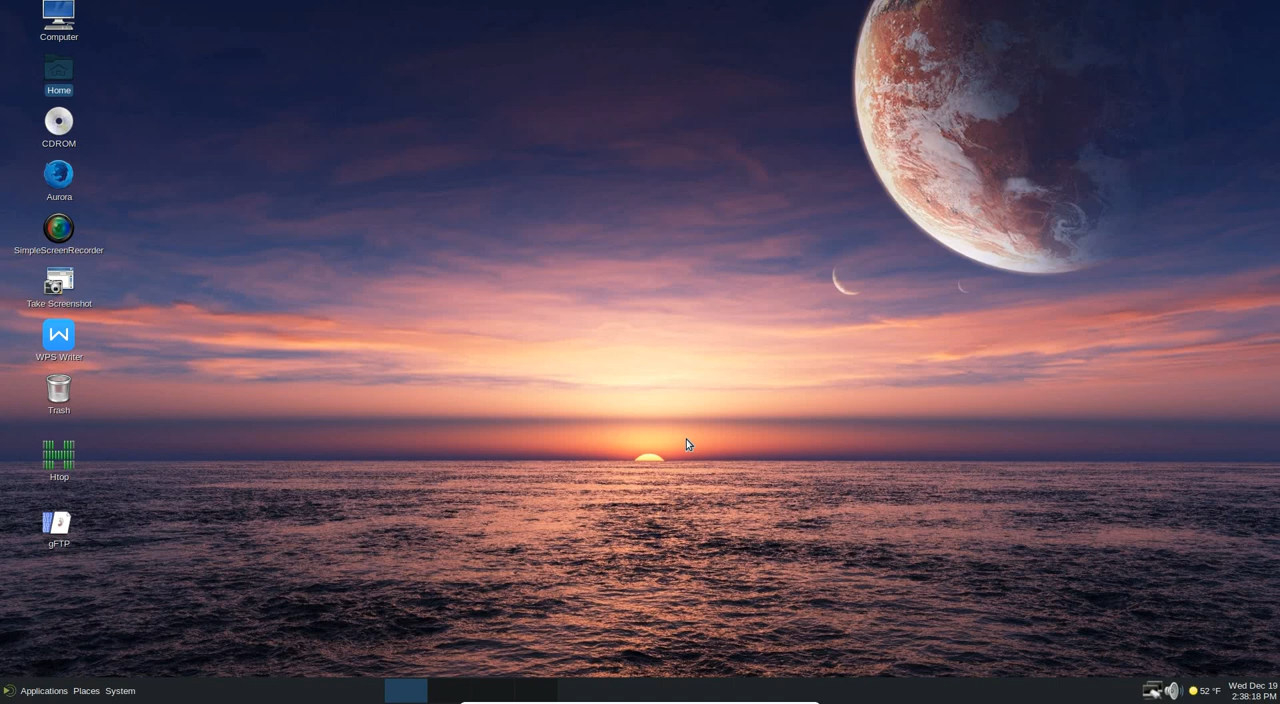 Computer
Home
CDROM
Aurora
SimpleScreenRecorder
Take Screenshot
WPS Writer
Trash
Htop
gFTP
Applications Places System
52 °F
Wed Dec 19
2:38:18 PM